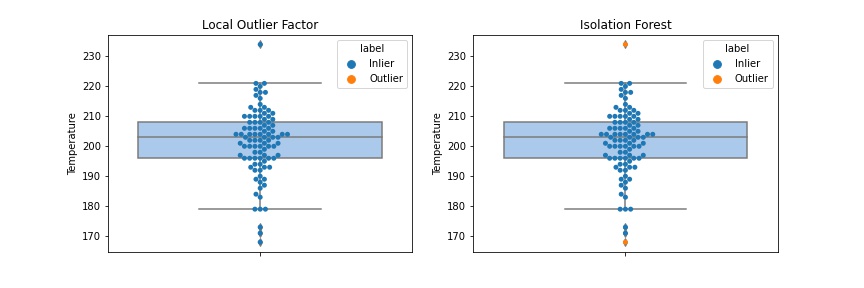 Local Outlier Factor
Temperature
230
220
210
200
190
180
170
label
Inlier
Outlier
Isolation Forest
Temperature
230
220
210
200
190
180
170
label
Inlier
Outlier